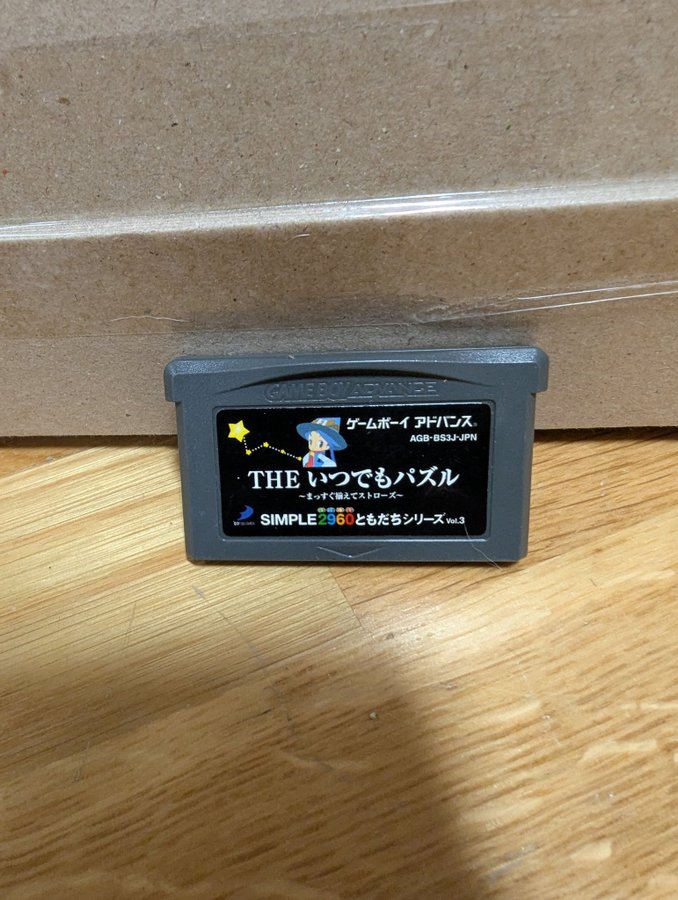 GAME BOY ADVANCE
ゲームボーイ アドバンス®
AGB-BS3J-JPN
THE いつでもパズル
～まっすぐ揃えてストローズ～
SIMPLE2960ともだちシリーズ Vol.3